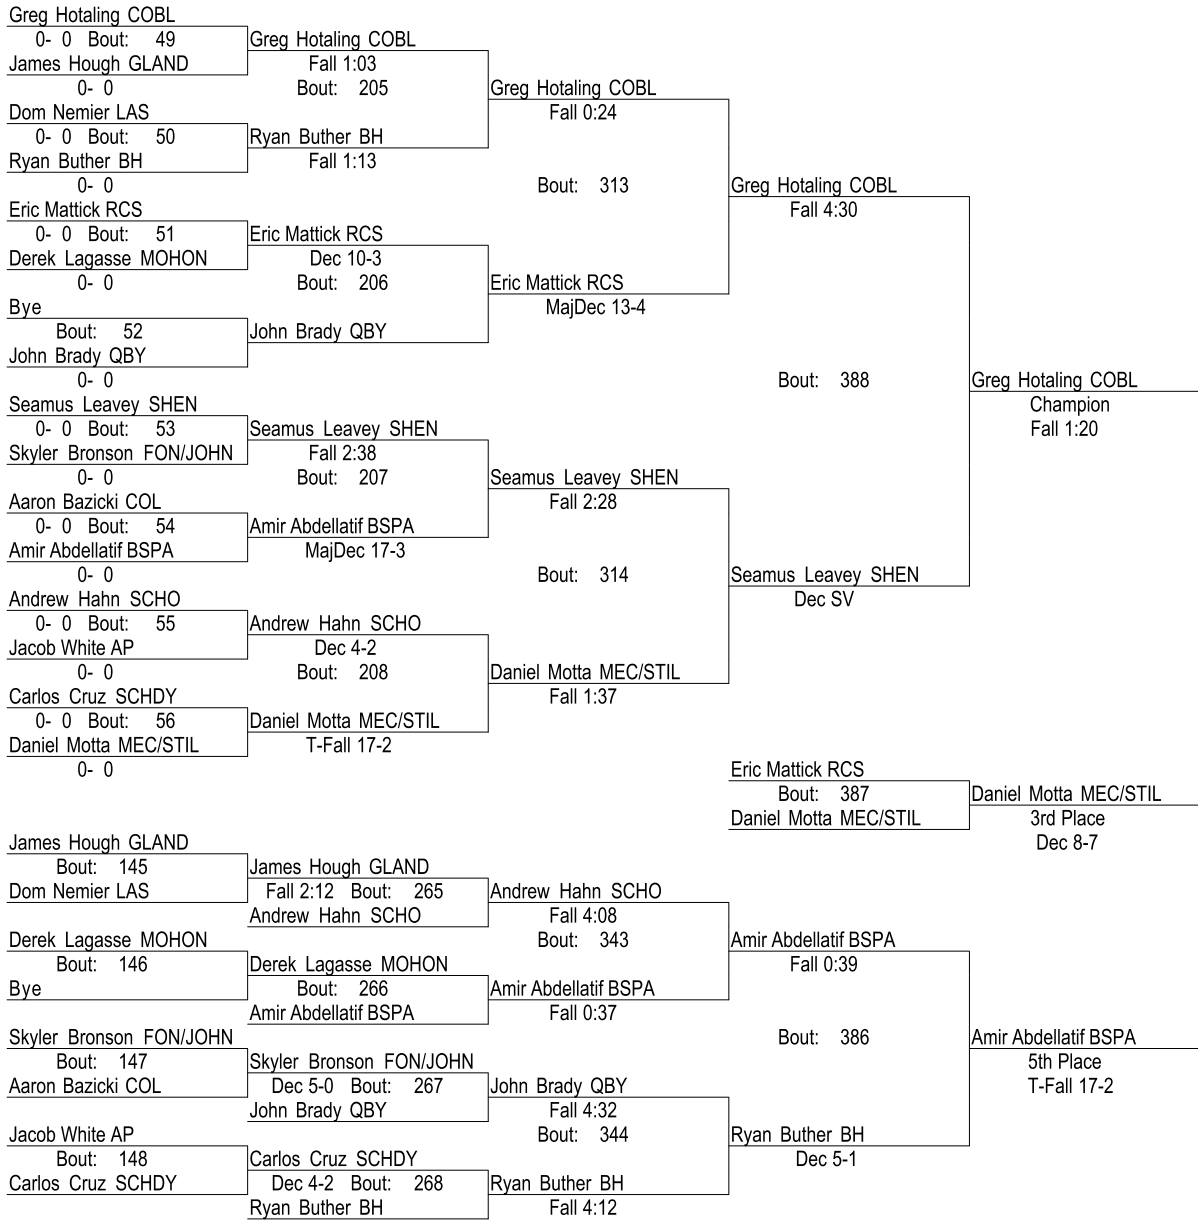 Greg Hotaling COBL
0- 0 Bout: 49
Greg Hotaling COBL
James Hough GLAND
Fall 1:03
0- 0
Bout: 205
Greg Hotaling COBL
Dom Nemier LAS
Fall 0:24
0- 0 Bout: 50
Ryan Buther BH
Ryan Buther BH
Fall 1:13
0- 0
Bout: 313
Greg Hotaling COBL
Eric Mattick RCS
Fall 4:30
0- 0 Bout: 51
Eric Mattick RCS
Derek Lagasse MOHON
Dec 10-3
0- 0
Bout: 206
Eric Mattick RCS
Bye
MajDec 13-4
Bout: 52
John Brady QBY
John Brady QBY
0- 0
Bout: 388
Greg Hotaling COBL
Seamus Leavey SHEN
Champion
0- 0 Bout: 53
Seamus Leavey SHEN
Fall 1:20
Skyler Bronson FON/JOHN
Fall 2:38
0- 0
Bout: 207
Seamus Leavey SHEN
Aaron Bazicki COL
Fall 2:28
0- 0 Bout: 54
Amir Abdellatif BSPA
Amir Abdellatif BSPA
MajDec 17-3
0- 0
Bout: 314
Seamus Leavey SHEN
Andrew Hahn SCHO
Dec SV
0- 0 Bout: 55
Andrew Hahn SCHO
Jacob White AP
Dec 4-2
0- 0
Bout: 208
Daniel Motta MEC/STIL
Carlos Cruz SCHDY
Fall 1:37
0- 0 Bout: 56
Daniel Motta MEC/STIL
Daniel Motta MEC/STIL
T-Fall 17-2
0- 0
Eric Mattick RCS
Bout: 387
Daniel Motta MEC/STIL
Daniel Motta MEC/STIL
3rd Place
Dec 8-7
James Hough GLAND
Bout: 145
James Hough GLAND
Dom Nemier LAS
Fall 2:12 Bout: 265
Andrew Hahn SCHO
Andrew Hahn SCHO
Fall 4:08
Derek Lagasse MOHON
Bout: 343
Amir Abdellatif BSPA
Bout: 146
Derek Lagasse MOHON
Fall 0:39
Bye
Bout: 266
Amir Abdellatif BSPA
Amir Abdellatif BSPA
Fall 0:37
Skyler Bronson FON/JOHN
Bout: 386
Amir Abdellatif BSPA
Bout: 147
Skyler Bronson FON/JOHN
5th Place
Aaron Bazicki COL
Dec 5-0 Bout: 267
John Brady QBY
T-Fall 17-2
John Brady QBY
Fall 4:32
Jacob White AP
Bout: 344
Ryan Buther BH
Bout: 148
Carlos Cruz SCHDY
Dec 5-1
Carlos Cruz SCHDY
Dec 4-2 Bout: 268
Ryan Buther BH
Ryan Buther BH
Fall 4:12